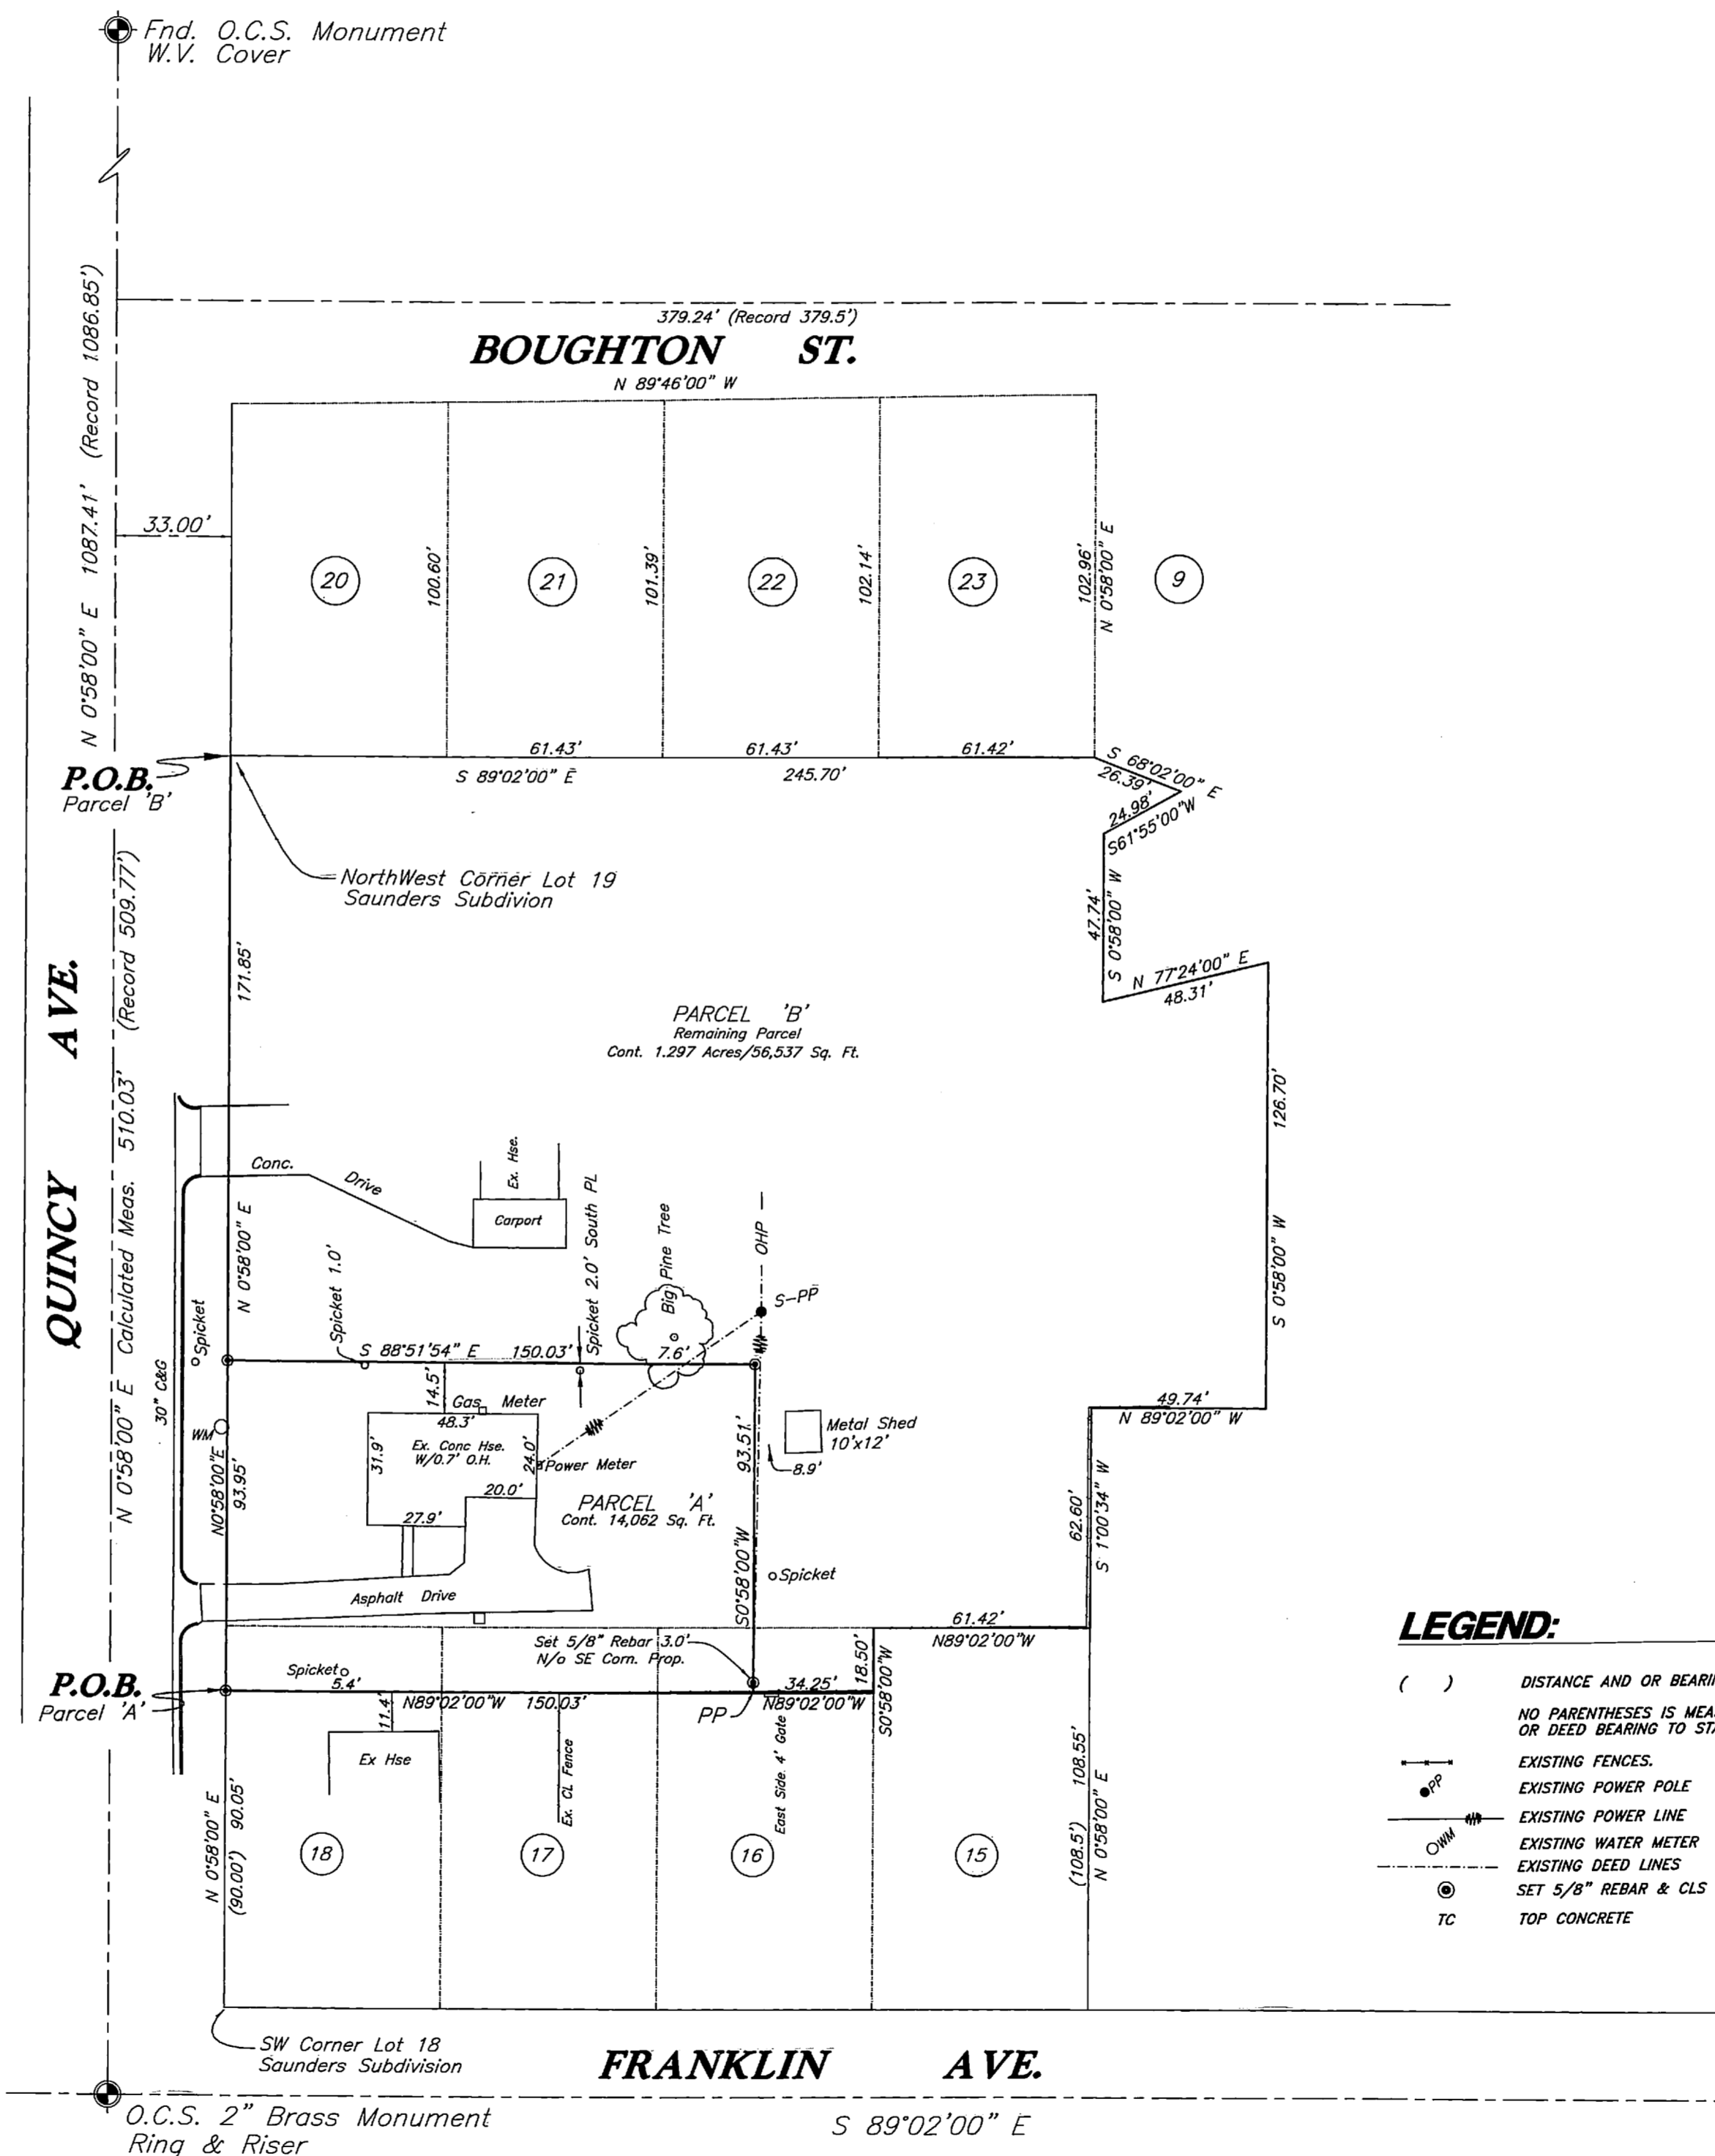 Fnd. O.C.S. Monument
W.V. Cover
379.24' (Record 379.5')
BOUGHTON ST.
N 89°46'00" W
N 0°58'00" E 1087.41' (Record 1086.85')
33.00'
20
100.60'
21
101.39'
22
102.14'
23
102.96'
N 0°58'00" E
9
61.43'
61.43'
61.42'
S 89°02'00" E
245.70'
S 68°02'00" E
26.39'
24.98'
S61°55'00"W
P.O.B.
Parcel 'B'
NorthWest Corner Lot 19
Saunders Subdivion
47.74'
S 0°58'00" W
N 77°24'00" E
48.31'
171.85'
QUINCY AVE.
N 0°58'00" E Calculated Meas. 510.03' (Record 509.77')
PARCEL 'B'
Remaining Parcel
Cont. 1.297 Acres/56,537 Sq. Ft.
126.70'
S 0°58'00" W
Conc.
Drive
Ex. Hse.
Carport
N 0°58'00" E
Spicket 1.0'
Spicket 2.0' South PL
Big Pine Tree
OHP
S-PP
Spicket
S 88°51'54" E 150.03'
7.6'
30" C&G
14.5'
Gas Meter
48.3'
Ex. Conc Hse.
W/0.7' O.H.
31.9'
24.0'
Power Meter
93.51'
Metal Shed
10'x12'
8.9'
49.74'
N 89°02'00" W
WM
N0°58'00"E
93.95'
20.0'
27.9'
PARCEL 'A'
Cont. 14,062 Sq. Ft.
S0°58'00"W
Spicket
62.60'
S 1°00'34" W
Asphalt Drive
61.42'
N89°02'00"W
Set 5/8" Rebar 3.0'
N/o SE Corn. Prop.
18.50'
S0°58'00"W
P.O.B.
Parcel 'A'
Spicket
5.4'
N89°02'00"W 150.03'
34.25'
N89°02'00"W
PP
11.4'
Ex Hse
Ex. CL Fence
East Side 4' Gate
N 0°58'00" E
(90.00') 90.05'
18
17
16
15
(108.5') 108.55'
N 0°58'00" E
LEGEND:
( ) DISTANCE AND OR BEARI
NO PARENTHESES IS MEA
OR DEED BEARING TO STA
EXISTING FENCES.
PP EXISTING POWER POLE
EXISTING POWER LINE
WM EXISTING WATER METER
EXISTING DEED LINES
SET 5/8" REBAR & CLS
TC TOP CONCRETE
SW Corner Lot 18
Saunders Subdivision
FRANKLIN AVE.
O.C.S. 2" Brass Monument
Ring & Riser
S 89°02'00" E